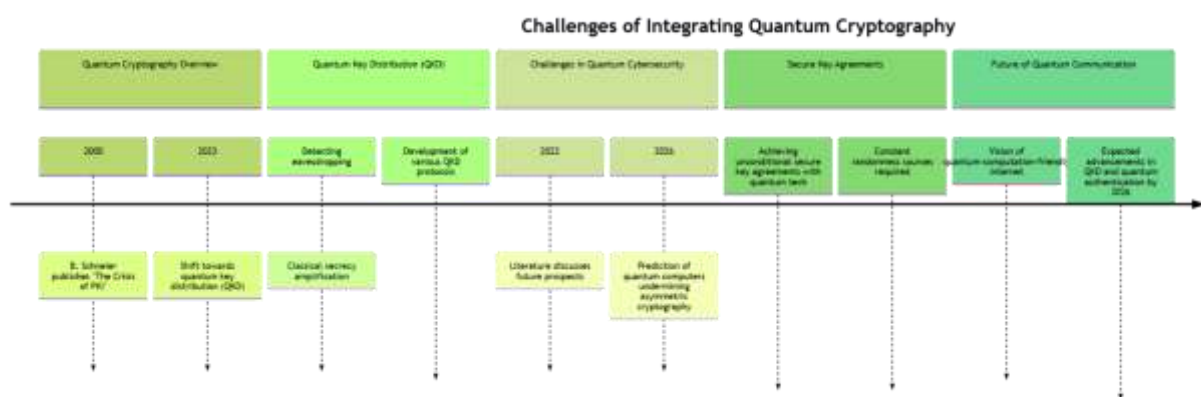 Challenges of Integrating Quantum Cryptography
Quantum Cryptography Overview
Quantum Key Distribution (QKD)
Challenges in Quantum Cybersecurity
Secure Key Agreements
Future of Quantum Communication
2000
2023
Detecting
eavesdropping
Development of
various QKD
protocols
2022
2026
Achieving
unconditional secure
key agreements with
quantum
Constant
randomness sources
required
Vision of
quantum-computation-friendly
internet
Expected
advancements in
QKD and quantum
authentication by
2026
B. Schneier
publishes 'The Crisis
of PKI'
Shift towards
quantum key
distribution (QKD)
Classical secrecy
amplification
Literature discusses
future prospects
Prediction of
quantum computers
undermining
asymmetric
cryptography